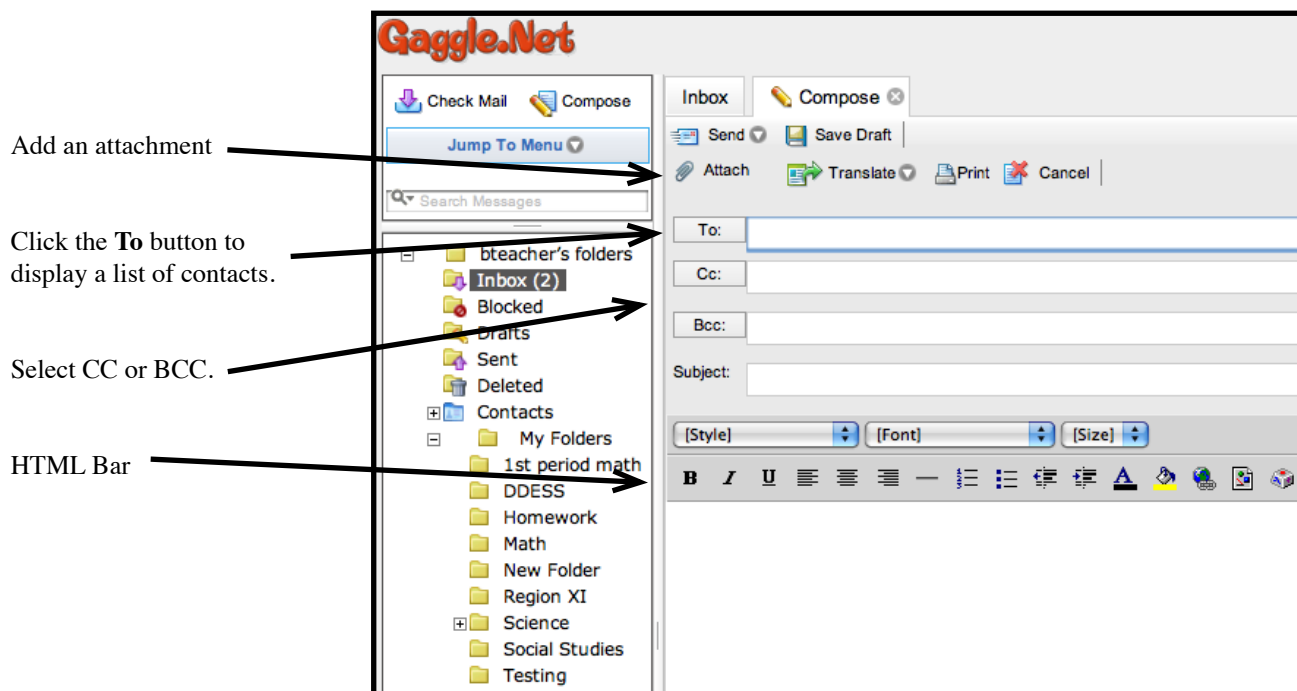 Gaggle.Net
Check Mail Compose
Jump To Menu
Search Messages
Add an attachment
Click the To button to
display a list of contacts.
Select CC or BCC.
HTML Bar
bteacher's folders
Inbox (2)
Blocked
Drafts
Sent
Deleted
Contacts
My Folders
1st period math
DDESS
Homework
Math
New Folder
Region XI
Science
Social Studies
Testing
Inbox Compose
Send Save Draft
Attach Translate Print Cancel
To:
Cc:
Bcc:
Subject:
[Style] [Font] [Size]
B I U A